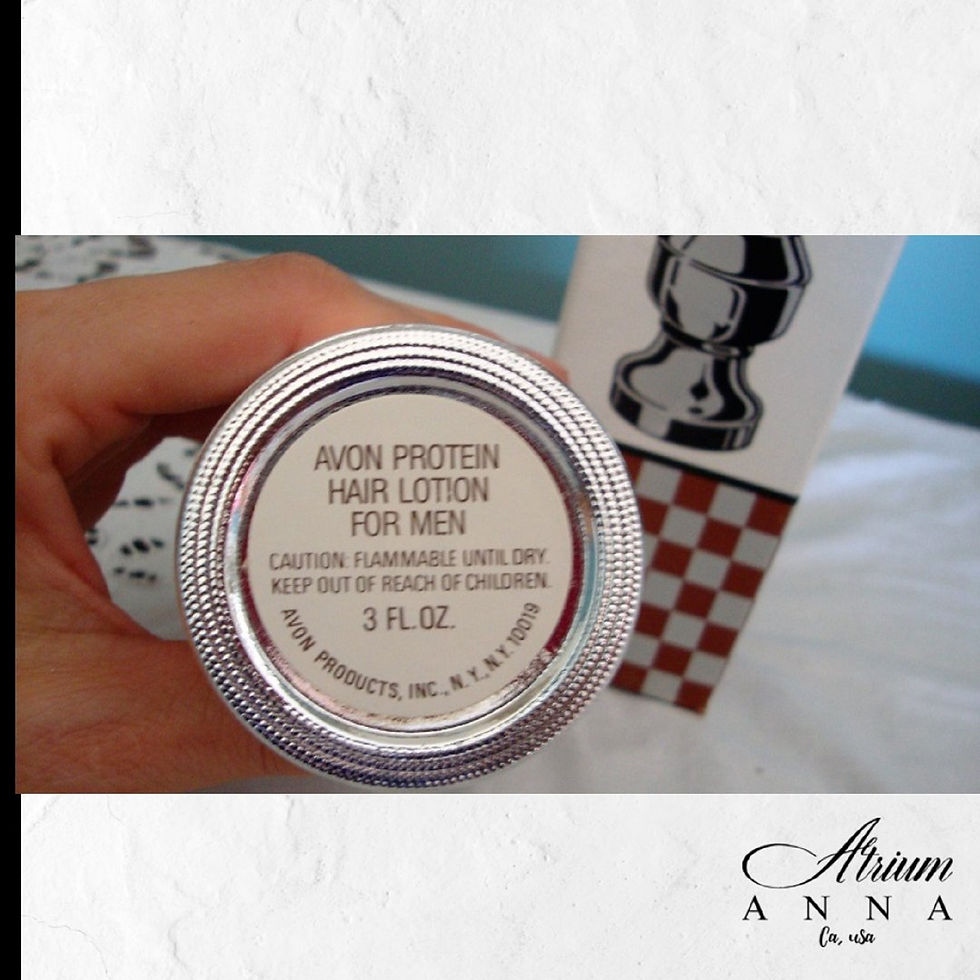 AVON PROTEIN
HAIR LOTION
FOR MEN
CAUTION: FLAMMABLE UNTIL DRY.
KEEP OUT OF REACH OF CHILDREN.
3 FL.OZ.
AVON PRODUCTS, INC., N.Y., N.Y. 10019
Atrium
ANNA
Ca, usa